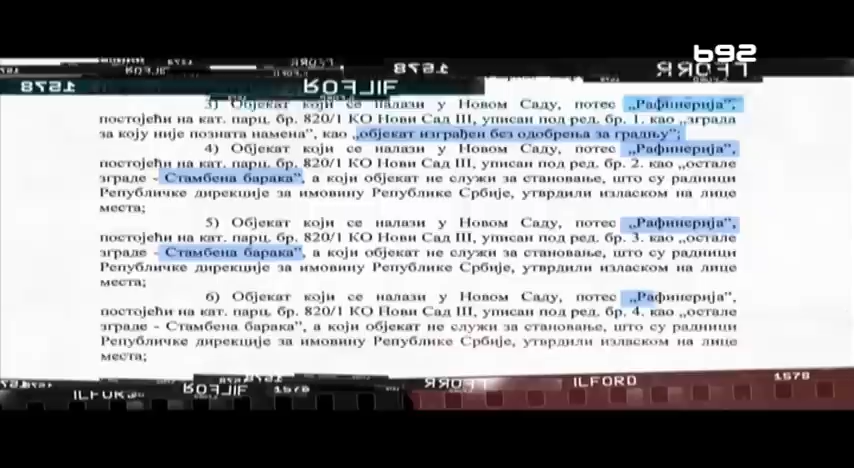 b92
ILFORD
1578
ILFORD
ILFORD
1578
ILFORD
3) Објекат који се налази у Новом Саду, потес „Рафинерија”,
постојећи на кат. парц. бр. 820/1 КО Нови Сад III, уписан под ред. бр. 1. као „зграда
за коју није позната намена”, као „објекат изграђен без одобрења за градњу”;
4) Објекат који се налази у Новом Саду, потес „Рафинерија”,
постојећи на кат. парц. бр. 820/1 КО Нови Сад III, уписан под ред. бр. 2. као „остале
зграде - Стамбена барака”, а који објекат не служи за становање, што су радници
Републичке дирекције за имовину Републике Србије, утврдили изласком на лице
места;
5) Објекат који се налази у Новом Саду, потес „Рафинерија”,
постојећи на кат. парц. бр. 820/1 КО Нови Сад III, уписан под ред. бр. 3. као „остале
зграде - Стамбена барака”, а који објекат не служи за становање, што су радници
Републичке дирекције за имовину Републике Србије, утврдили изласком на лице
места;
6) Објекат који се налази у Новом Саду, потес „Рафинерија”,
постојећи на кат. парц. бр. 820/1 КО Нови Сад III, уписан под ред. бр. 4. као „остале
зграде - Стамбена барака”, а који објекат не служи за становање, што су радници
Републичке дирекције за имовину Републике Србије, утврдили изласком на лице
места;
ILFORD
ILFORD
1578
ILFORD
1578